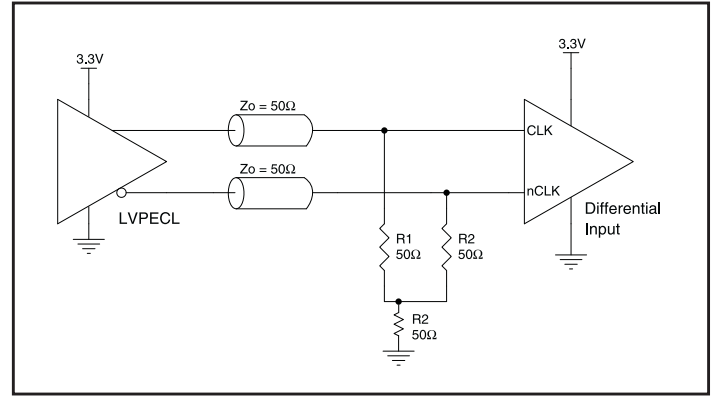 3.3V
3.3V
Zo = 50Ω
CLK
Zo = 50Ω
nCLK
LVPECL
Differential
Input
R1
50Ω
R2
50Ω
R2
50Ω